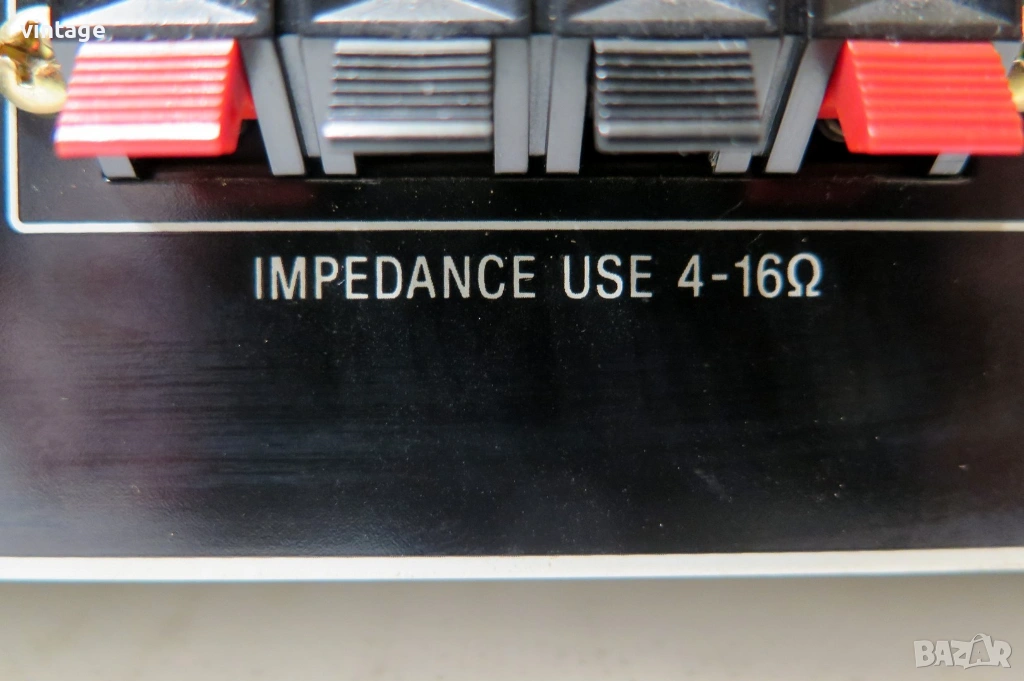 vintage
IMPEDANCE USE 4-16Ω
BAZAR